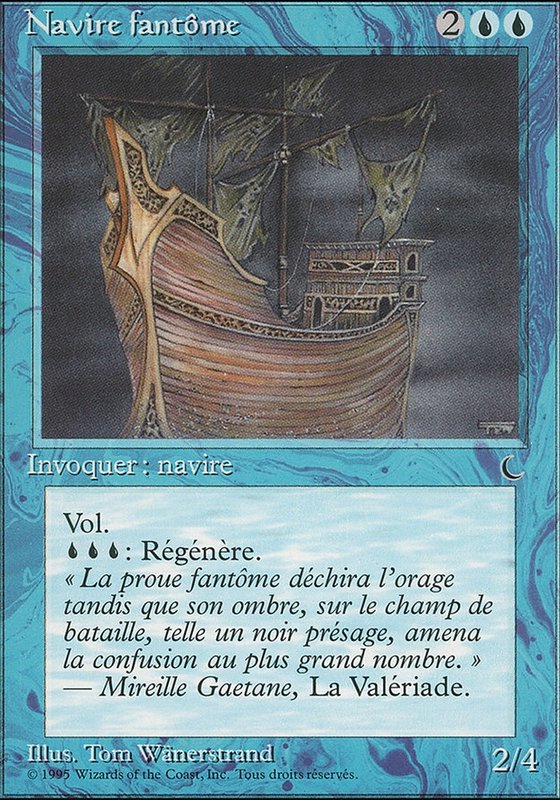 Navire fantôme 2
Invoquer : navire
Vol.
: Régénère.
« La proue fantôme déchira l'orage
tandis que son ombre, sur le champ de
bataille, telle un noir présage, amena
la confusion au plus grand nombre. »
— Mireille Gaetane, La Valériade.
Illus. Tom Wänerstrand
© 1995 Wizards of the Coast, Inc. Tous droits réservés.
2/4